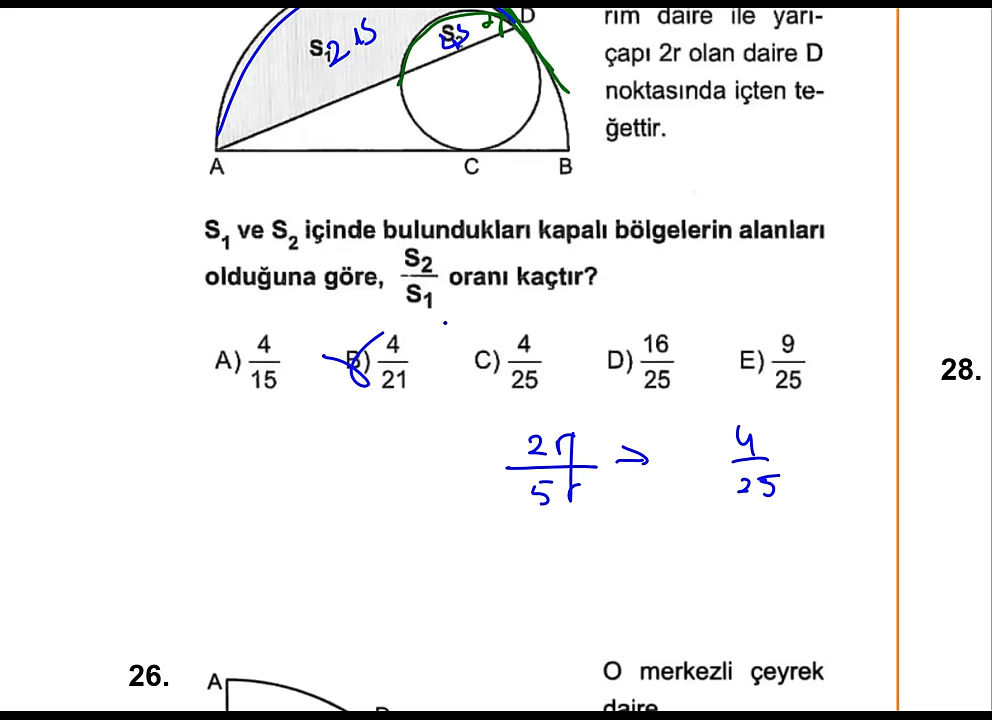 D
rim daire ile yarı-
S₁ 21S
S₂
çapı 2r olan daire D
noktasında içten te-
ğettir.
A C B
S₁ ve S₂ içinde bulundukları kapalı bölgelerin alanları
olduğuna göre, S₂/S₁ oranı kaçtır?
A) 4/15 B) 4/21 C) 4/25 D) 16/25 E) 9/25
28.
2r/5r ⇒ 4/25
26.
A
O merkezli çeyrek
daire